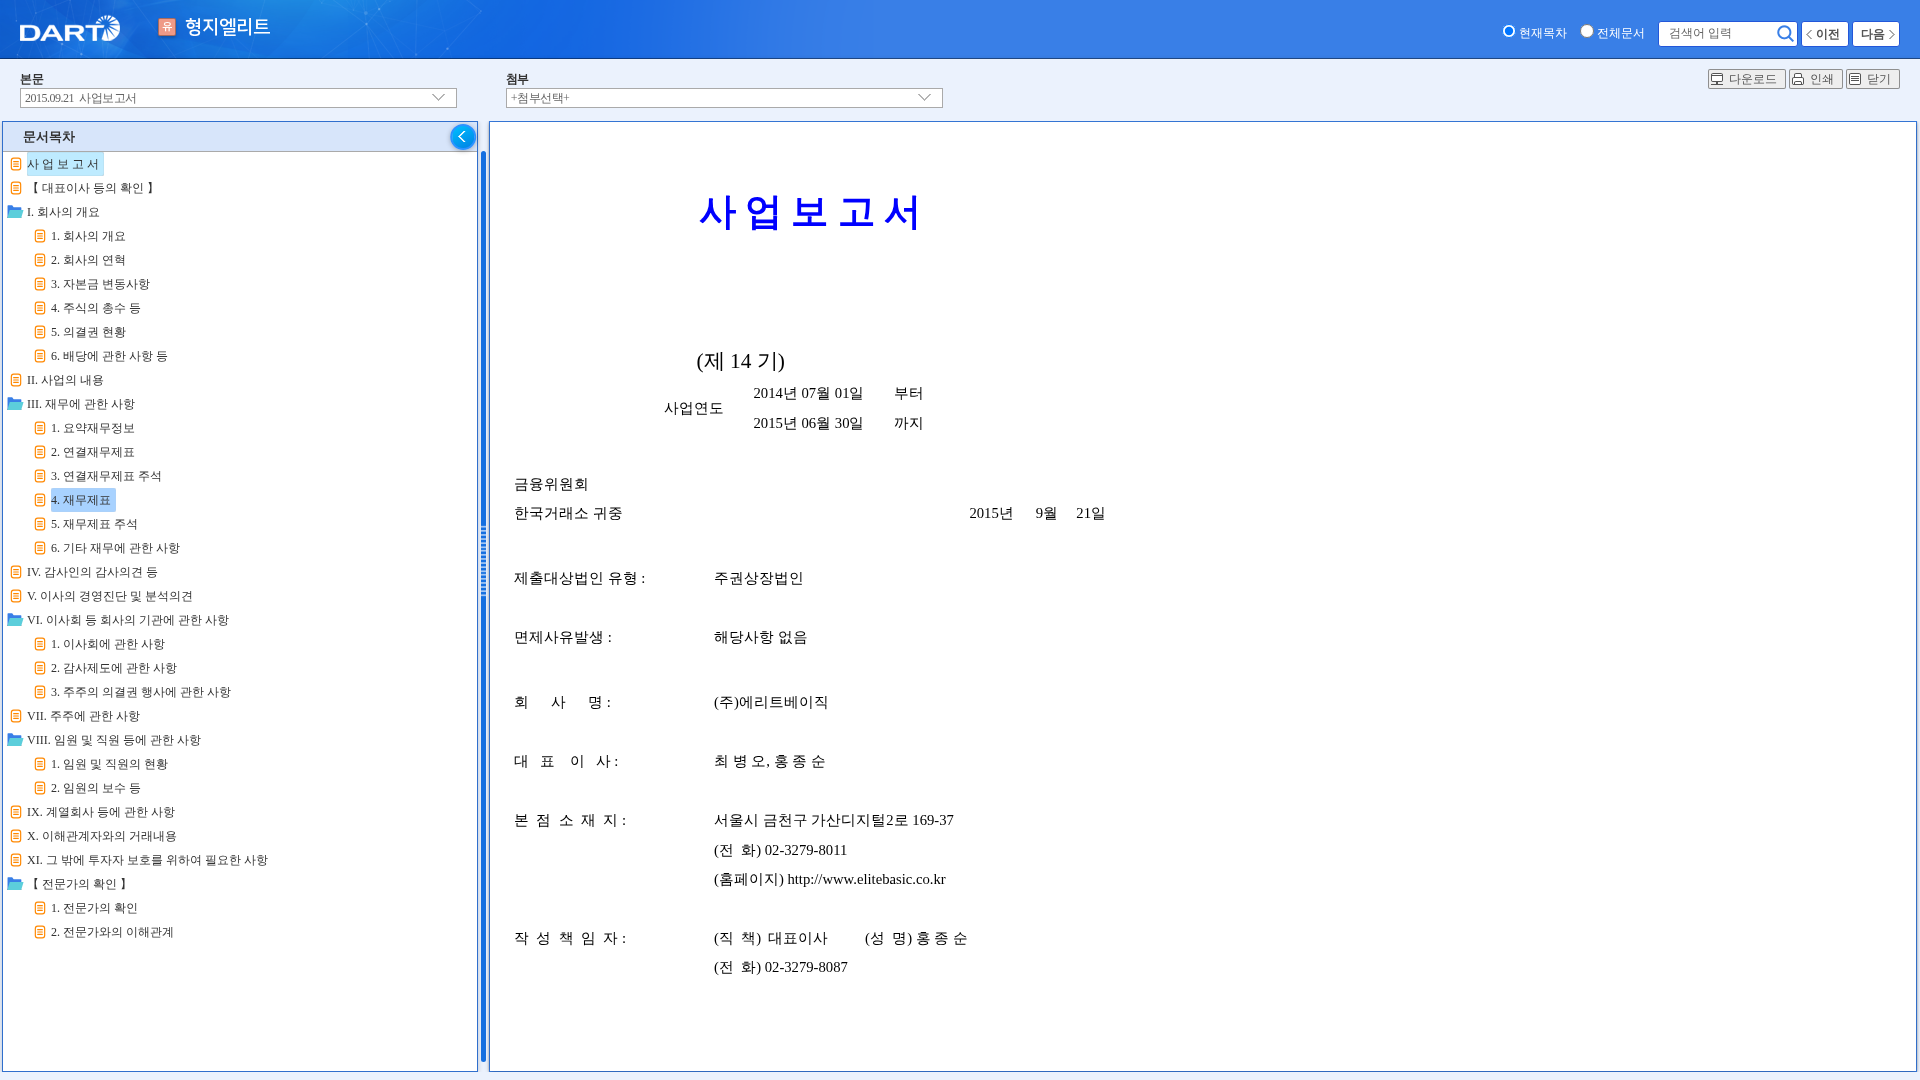 DART
유 형지엘리트
현재목차 전체문서 검색어 입력 이전 다음
본문
2015.09.21 사업보고서
첨부
+첨부선택+
다운로드 인쇄 닫기
문서목차
사 업 보 고 서
【 대표이사 등의 확인 】
I. 회사의 개요
1. 회사의 개요
2. 회사의 연혁
3. 자본금 변동사항
4. 주식의 총수 등
5. 의결권 현황
6. 배당에 관한 사항 등
II. 사업의 내용
III. 재무에 관한 사항
1. 요약재무정보
2. 연결재무제표
3. 연결재무제표 주석
4. 재무제표
5. 재무제표 주석
6. 기타 재무에 관한 사항
IV. 감사인의 감사의견 등
V. 이사의 경영진단 및 분석의견
VI. 이사회 등 회사의 기관에 관한 사항
1. 이사회에 관한 사항
2. 감사제도에 관한 사항
3. 주주의 의결권 행사에 관한 사항
VII. 주주에 관한 사항
VIII. 임원 및 직원 등에 관한 사항
1. 임원 및 직원의 현황
2. 임원의 보수 등
IX. 계열회사 등에 관한 사항
X. 이해관계자와의 거래내용
XI. 그 밖에 투자자 보호를 위하여 필요한 사항
【 전문가의 확인 】
1. 전문가의 확인
2. 전문가와의 이해관계
사 업 보 고 서
(제 14 기)
사업연도
2014년 07월 01일 부터
2015년 06월 30일 까지
금융위원회
한국거래소 귀중 2015년 9월 21일
제출대상법인 유형 : 주권상장법인
면제사유발생 : 해당사항 없음
회 사 명 : (주)에리트베이직
대 표 이 사 : 최 병 오, 홍 종 순
본 점 소 재 지 : 서울시 금천구 가산디지털2로 169-37
(전 화) 02-3279-8011
(홈페이지) http://www.elitebasic.co.kr
작 성 책 임 자 : (직 책) 대표이사 (성 명) 홍 종 순
(전 화) 02-3279-8087